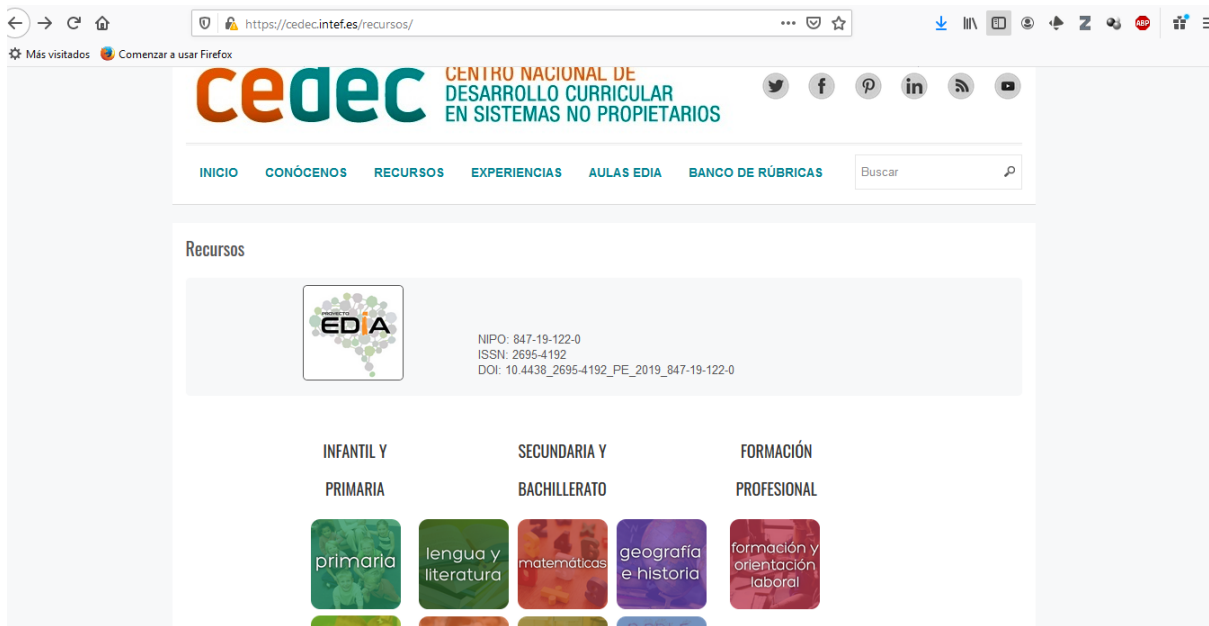 https://cedec.intef.es/recursos/
Más visitados Comenzar a usar Firefox
ABP
cedec
CENTRO NACIONAL DE
DESARROLLO CURRICULAR
EN SISTEMAS NO PROPIETARIOS
INICIO CONÓCENOS RECURSOS EXPERIENCIAS AULAS EDIA BANCO DE RÚBRICAS Buscar
Recursos
PROYECTO
EDIA
NIPO: 847-19-122-0
ISSN: 2695-4192
DOI: 10.4438_2695-4192_PE_2019_847-19-122-0
INFANTIL Y
PRIMARIA
SECUNDARIA Y
BACHILLERATO
FORMACIÓN
PROFESIONAL
primaria
lengua y
literatura
matemáticas
geografía
e historia
formación y
orientación
laboral